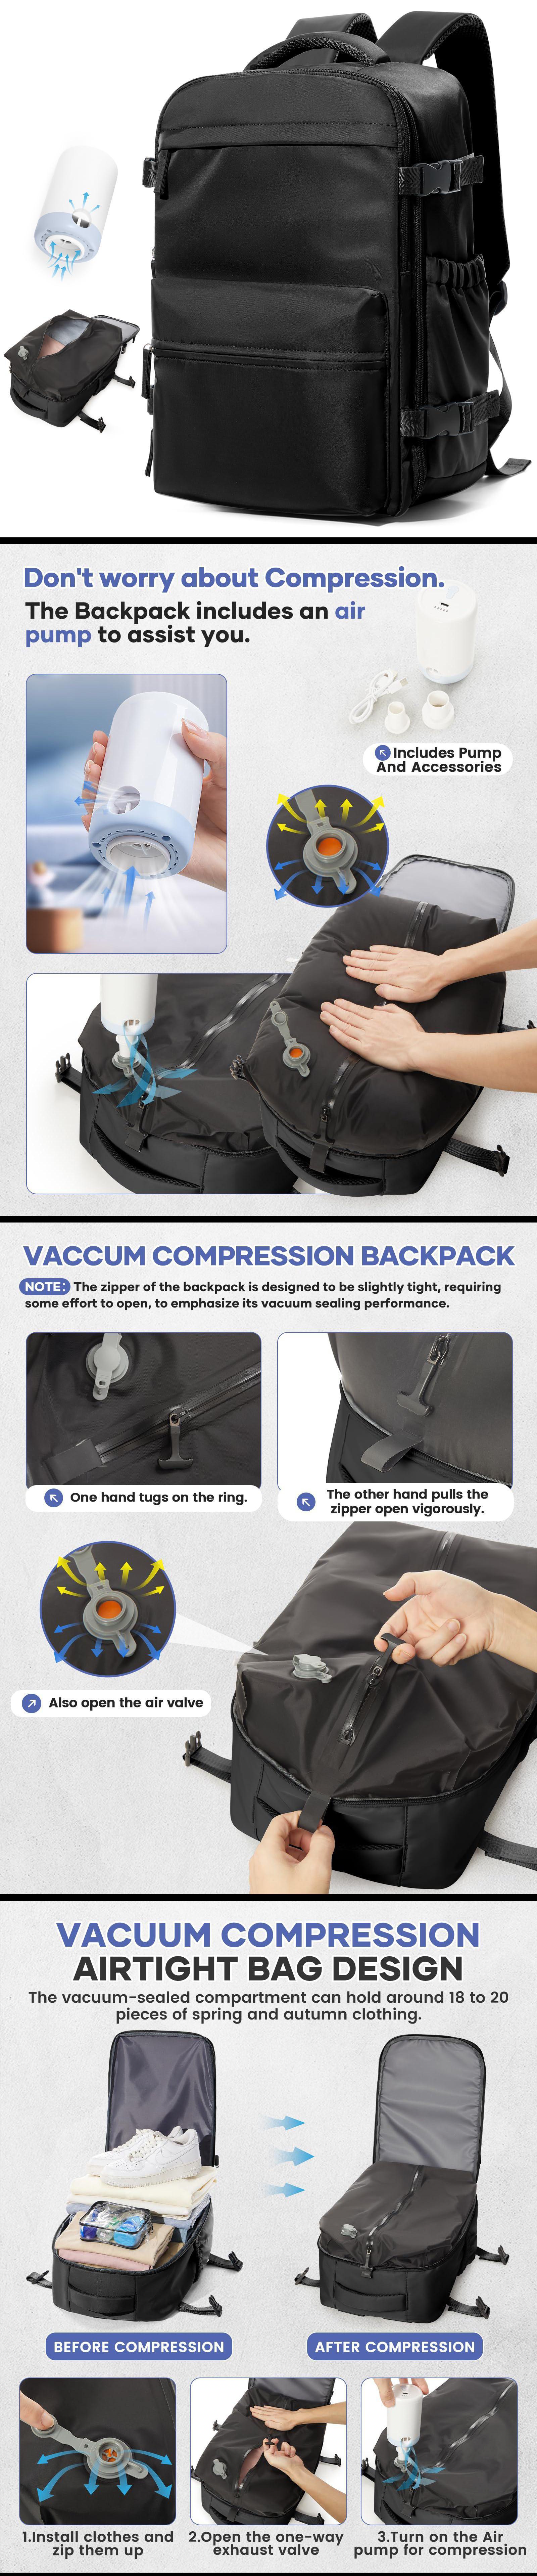 Don't worry about Compression.
The Backpack includes an air
pump to assist you.
Includes Pump
And Accessories
VACCUM COMPRESSION BACKPACK
NOTE: The zipper of the backpack is designed to be slightly tight, requiring
some effort to open, to emphasize its vacuum sealing performance.
One hand tugs on the ring.
The other hand pulls the
zipper open vigorously.
Also open the air valve
VACUUM COMPRESSION
AIRTIGHT BAG DESIGN
The vacuum-sealed compartment can hold around 18 to 20
pieces of spring and autumn clothing.
BEFORE COMPRESSION
AFTER COMPRESSION
1.Install clothes and
zip them up
2.Open the one-way
exhaust valve
3.Turn on the Air
pump for compression